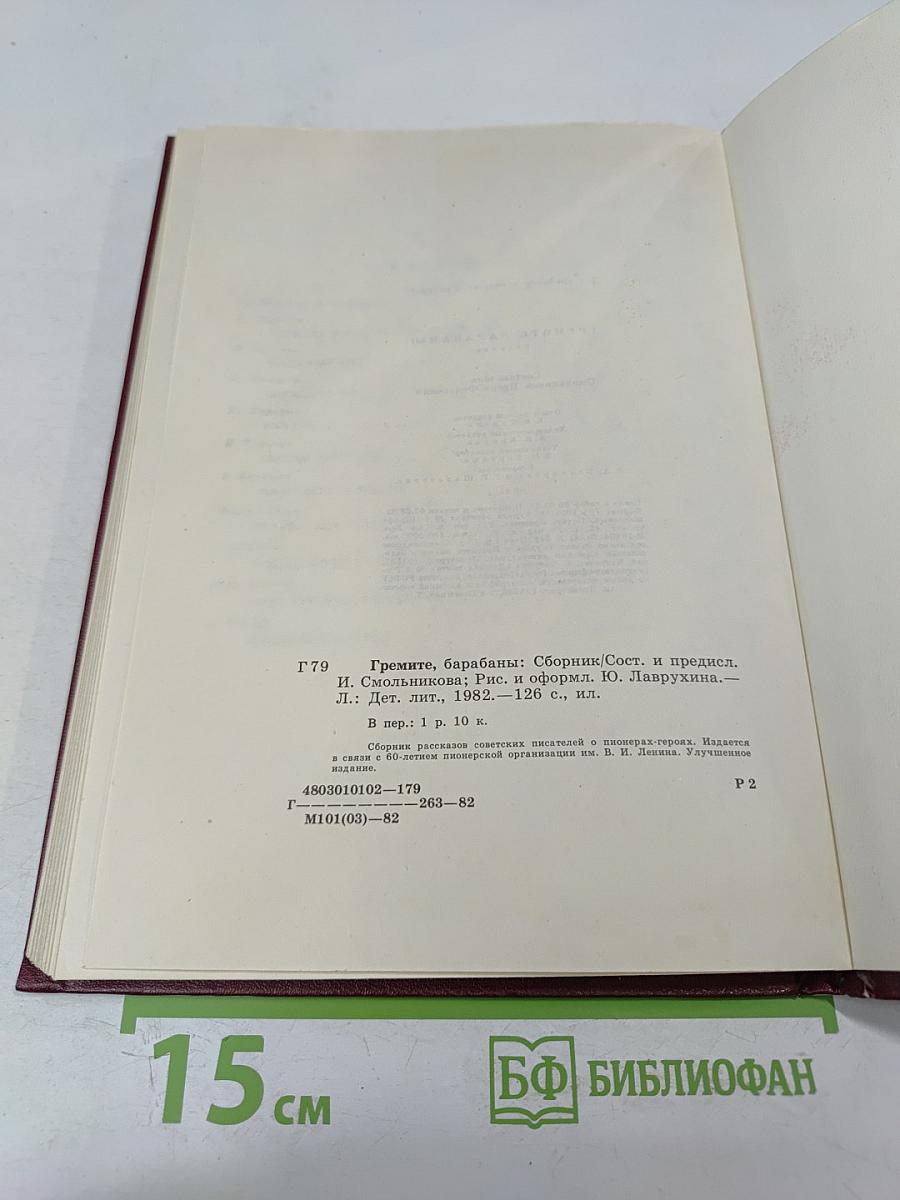 Г 79 Гремите, барабаны: Сборник/Сост. и предисл.
И. Смольникова; Рис. и оформл. Ю. Лаврухина.—
Л.: Дет. лит., 1982.—126 с., ил.
В пер.: 1 р. 10 к.
Сборник рассказов советских писателей о пионерах-героях. Издается
в связи с 60-летием пионерской организации им. В. И. Ленина. Улучшенное
издание.
4803010102—179
Г————————263—82
М101(03)—82
Р 2
15 см
БФ БИБЛИОФАН